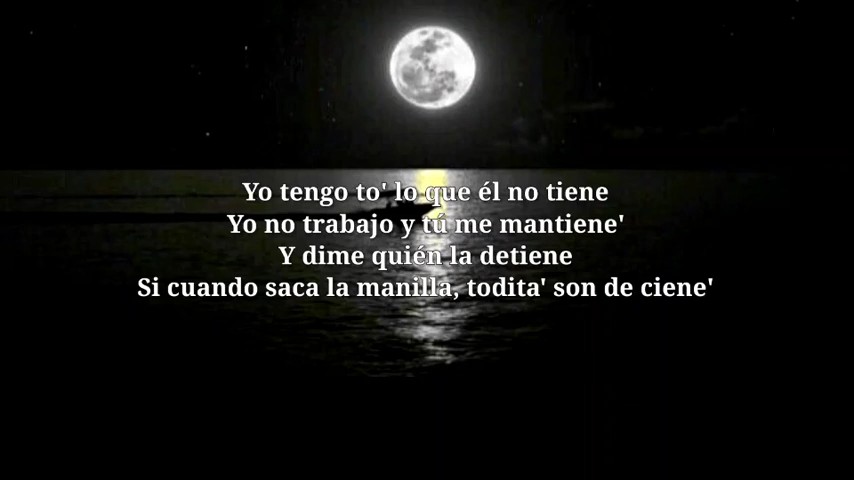 Yo tengo to' lo que él no tiene
Yo no trabajo y tú me mantiene'
Y dime quién la detiene
Si cuando saca la manilla, todita' son de ciene'